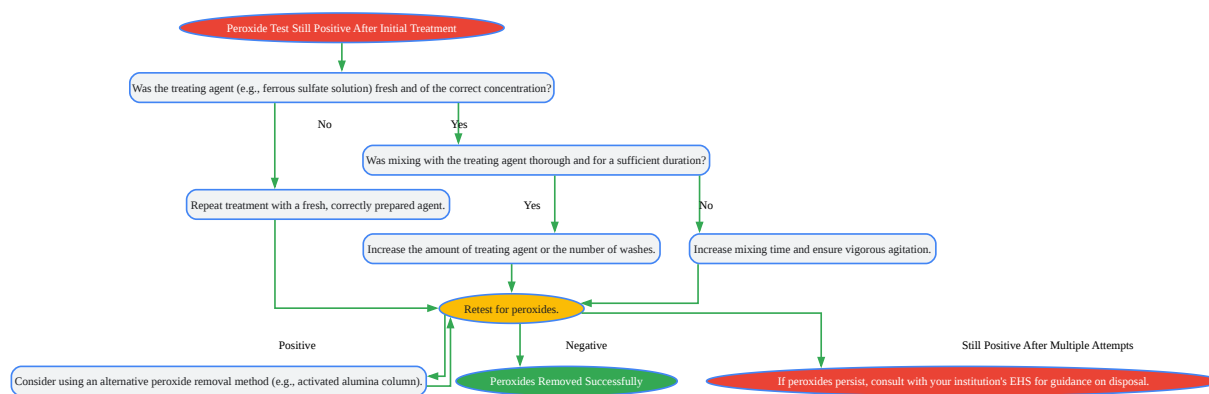 Peroxide Test Still Positive After Initial Treatment
Was the treating agent (e.g., ferrous sulfate solution) fresh and of the correct concentration?
No
Yes
Was mixing with the treating agent thorough and for a sufficient duration?
Repeat treatment with a fresh, correctly prepared agent.
Yes
No
Increase the amount of treating agent or the number of washes.
Increase mixing time and ensure vigorous agitation.
Retest for peroxides.
Positive
Negative
Still Positive After Multiple Attempts
Consider using an alternative peroxide removal method (e.g., activated alumina column).
Peroxides Removed Successfully
If peroxides persist, consult with your institution's EHS for guidance on disposal.